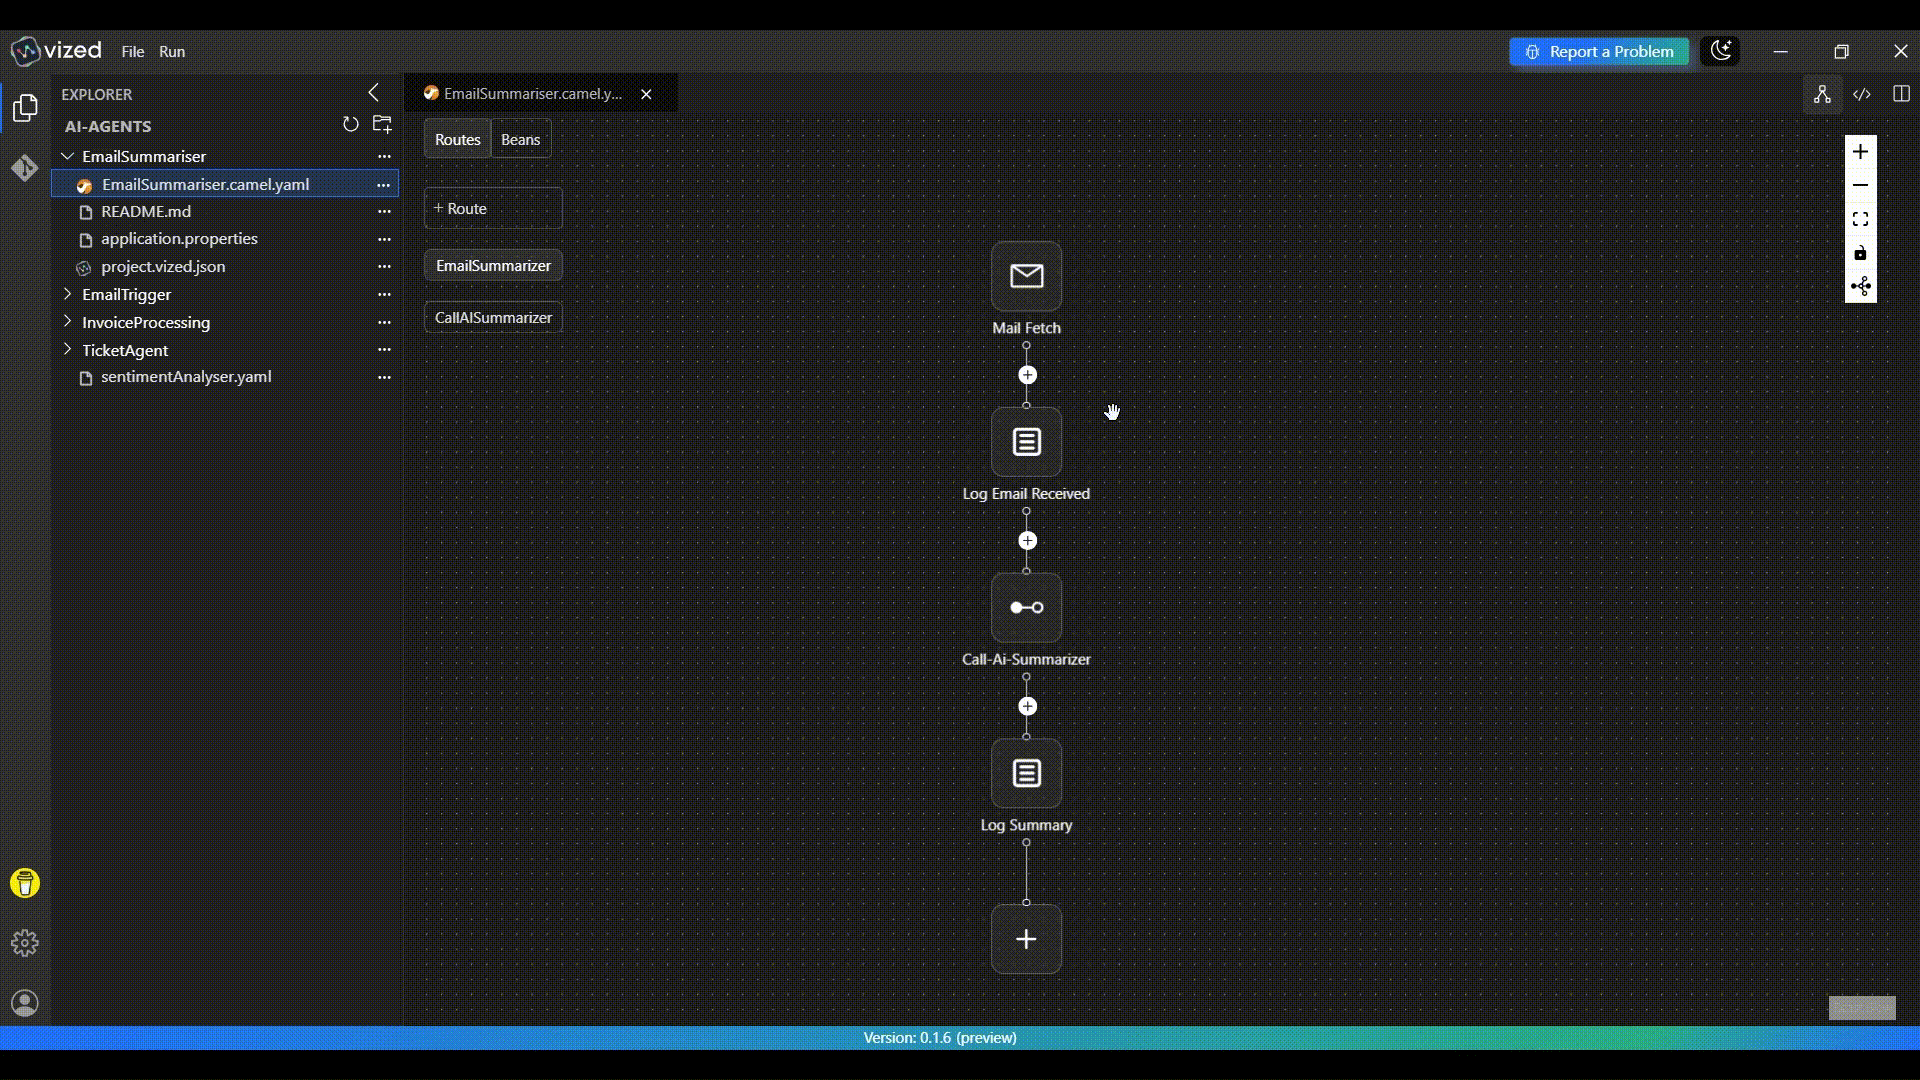 vized File Run Report a Problem
EXPLORER
AI-AGENTS
EmailSummariser
EmailSummariser.camel.yaml
README.md
application.properties
project.vized.json
EmailTrigger
InvoiceProcessing
TicketAgent
sentimentAnalyser.yaml
EmailSummariser.camel.y...
Routes Beans
+ Route
EmailSummarizer
CallAISummarizer
Mail Fetch
Log Email Received
Call-Ai-Summarizer
Log Summary
Version: 0.1.6 (preview)